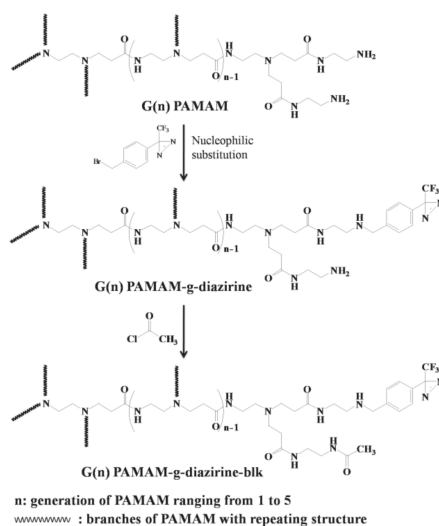 O
O
N
N
N
H
N
H
N
H
NH₂
N
O
n-1
O
N
H
NH₂
G(n) PAMAM
CF₃
Br
N
N
Nucleophilic
substitution
O
O
CF₃
N
N
N
N
N
H
N
H
N
H
N
H
N
O
n-1
O
N
H
NH₂
G(n) PAMAM-g-diazirine
O
Cl
CH₃
O
O
CF₃
N
N
N
N
N
H
N
H
N
H
N
H
N
O
n-1
O
N
H
H
N
CH₃
O
G(n) PAMAM-g-diazirine-blk
n: generation of PAMAM ranging from 1 to 5
: branches of PAMAM with repeating structure